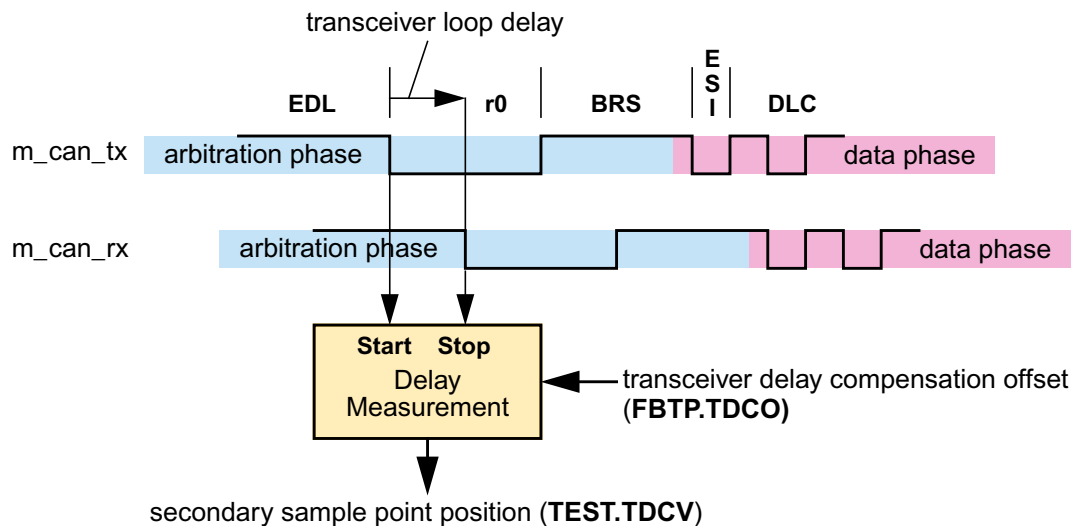 transceiver loop delay
EDL r0 BRS ESI DLC
m_can_tx arbitration phase data phase
m_can_rx arbitration phase data phase
Start Stop
Delay
Measurement
transceiver delay compensation offset
(FBTP.TDCO)
secondary sample point position (TEST.TDCV)